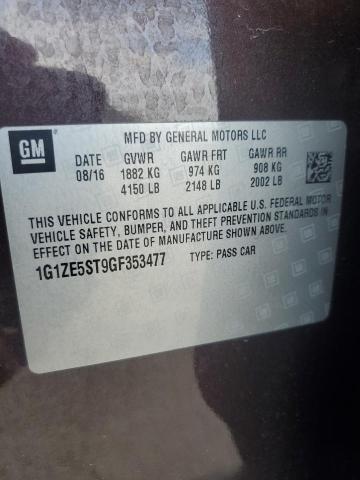 GM
MFD BY GENERAL MOTORS LLC
DATE GVWR GAWR FRT GAWR RR
08/16 1882 KG 974 KG 908 KG
4150 LB 2148 LB 2002 LB
THIS VEHICLE CONFORMS TO ALL APPLICABLE U.S. FEDERAL MOTOR
VEHICLE SAFETY, BUMPER, AND THEFT PREVENTION STANDARDS IN
EFFECT ON THE DATE OF MANUFACTURE SHOWN ABOVE.
1G1ZE5ST9GF353477 TYPE: PASS CAR